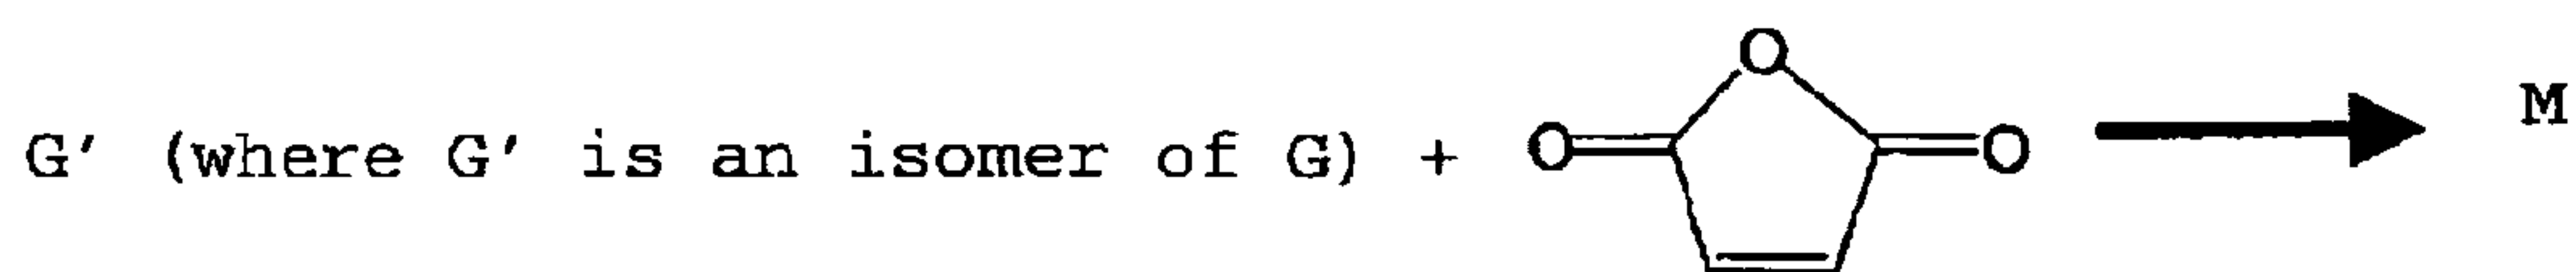 G' (where G' is an isomer of G) + O O O M